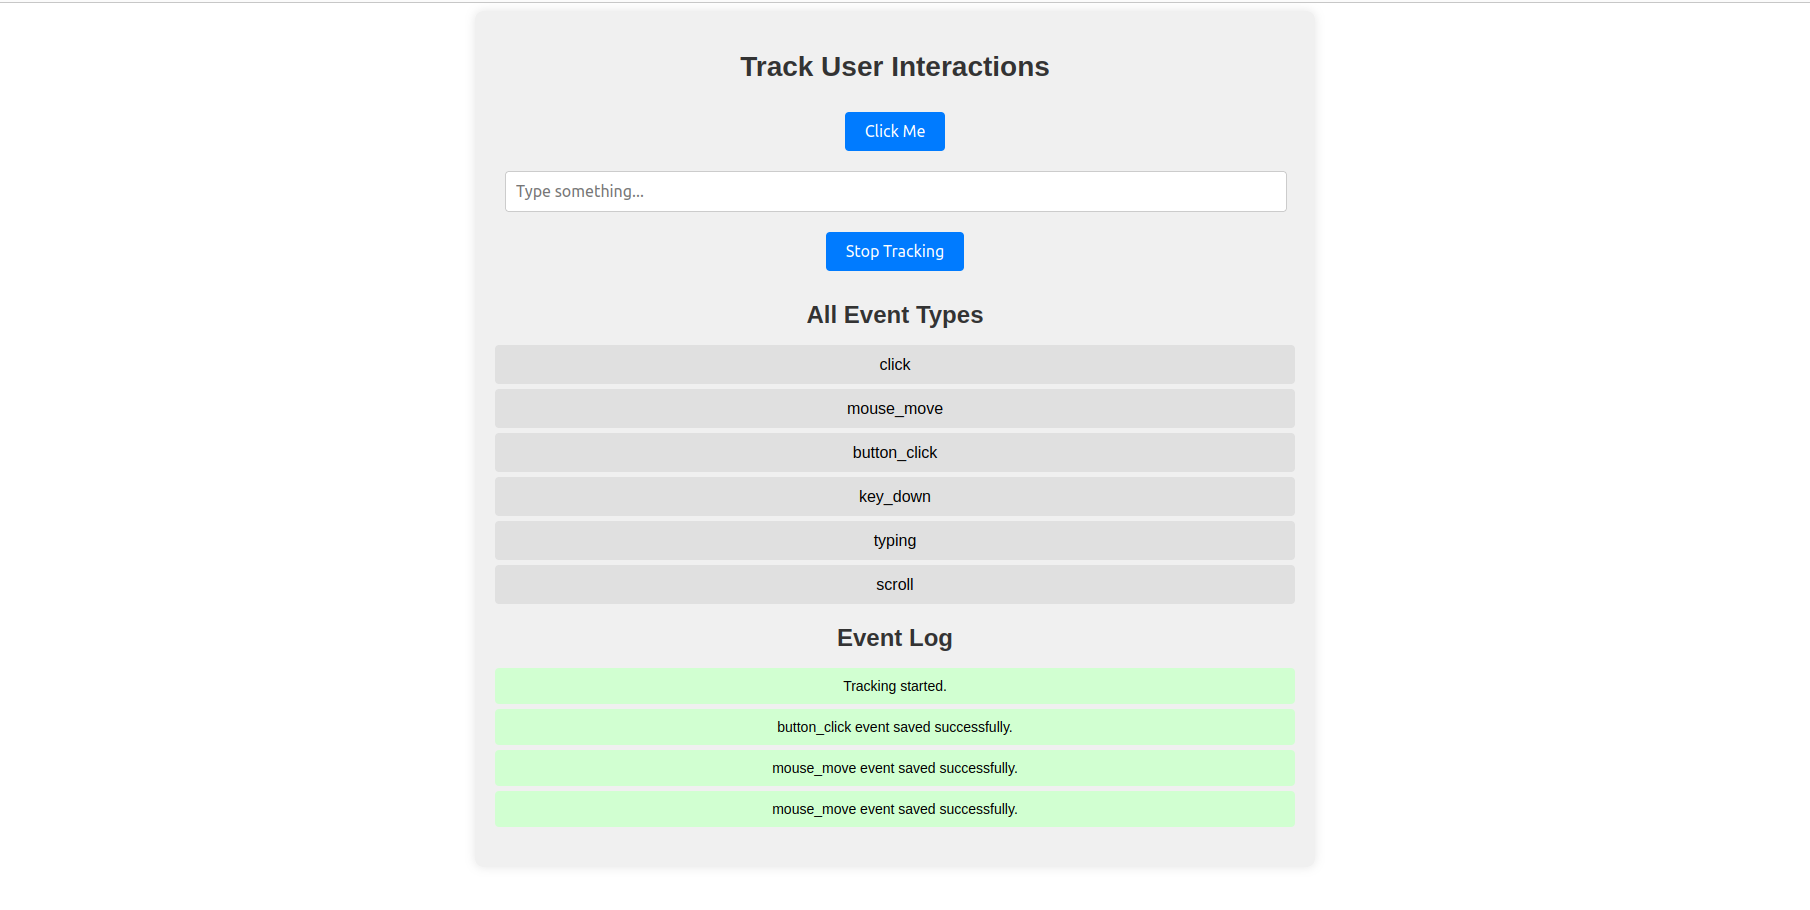 Track User Interactions
Click Me
Type something...
Stop Tracking
All Event Types
click
mouse_move
button_click
key_down
typing
scroll
Event Log
Tracking started.
button_click event saved successfully.
mouse_move event saved successfully.
mouse_move event saved successfully.